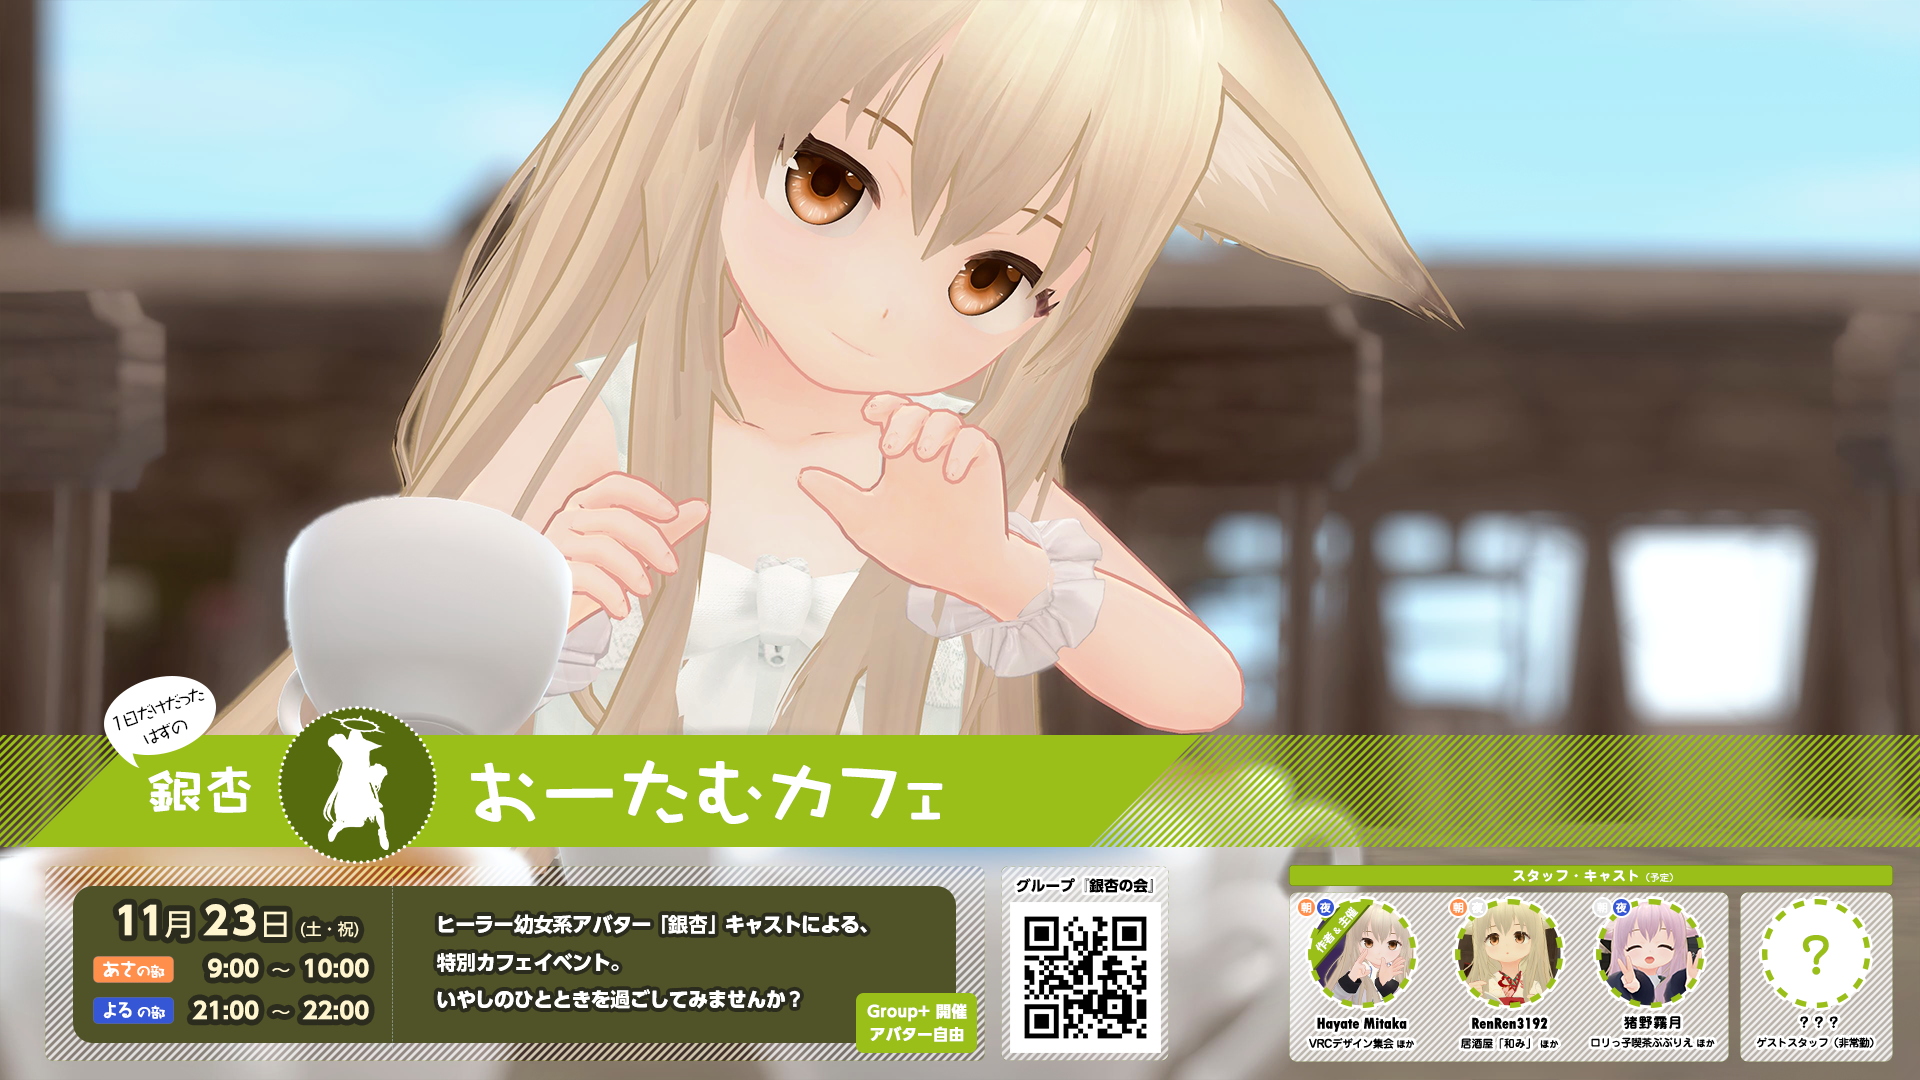 1日だけだった
はずの
銀杏 おーたむカフェ
11月23日(土・祝)
あさの部 9:00 ～ 10:00
よるの部 21:00 ～ 22:00
ヒーラー幼女系アバター「銀杏」キャストによる、
特別カフェイベント。
いやしのひとときを過ごしてみませんか？
Group+ 開催
アバター自由
グループ『銀杏の会』
スタッフ・キャスト(予定)
朝 夜
作者 & 主催
Hayate Mitaka
VRCデザイン集会 ほか
朝 夜
RenRen3192
居酒屋「和み」 ほか
朝 夜
猪野霧月
ロリっ子喫茶ぷぷりえ ほか
?
？？？
ゲストスタッフ（非常勤）